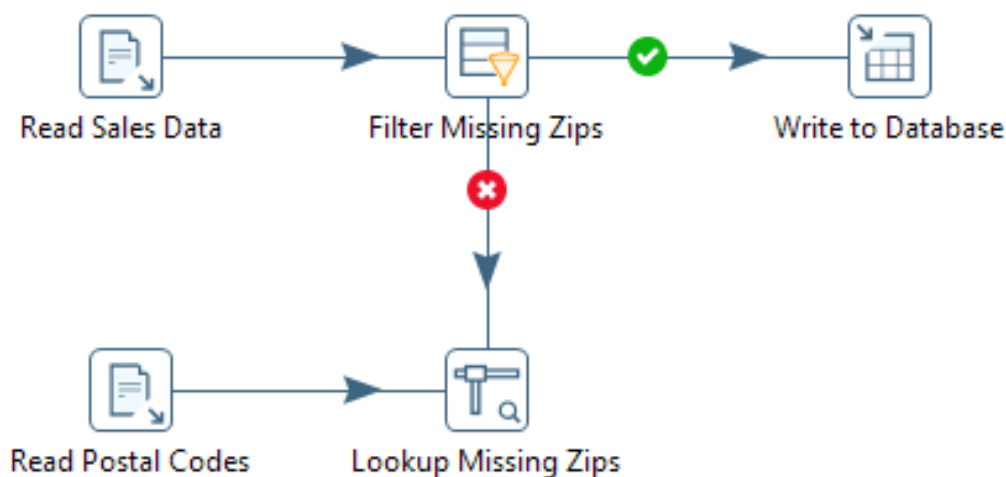 Read Sales Data
Filter Missing Zips
Write to Database
Read Postal Codes
Lookup Missing Zips